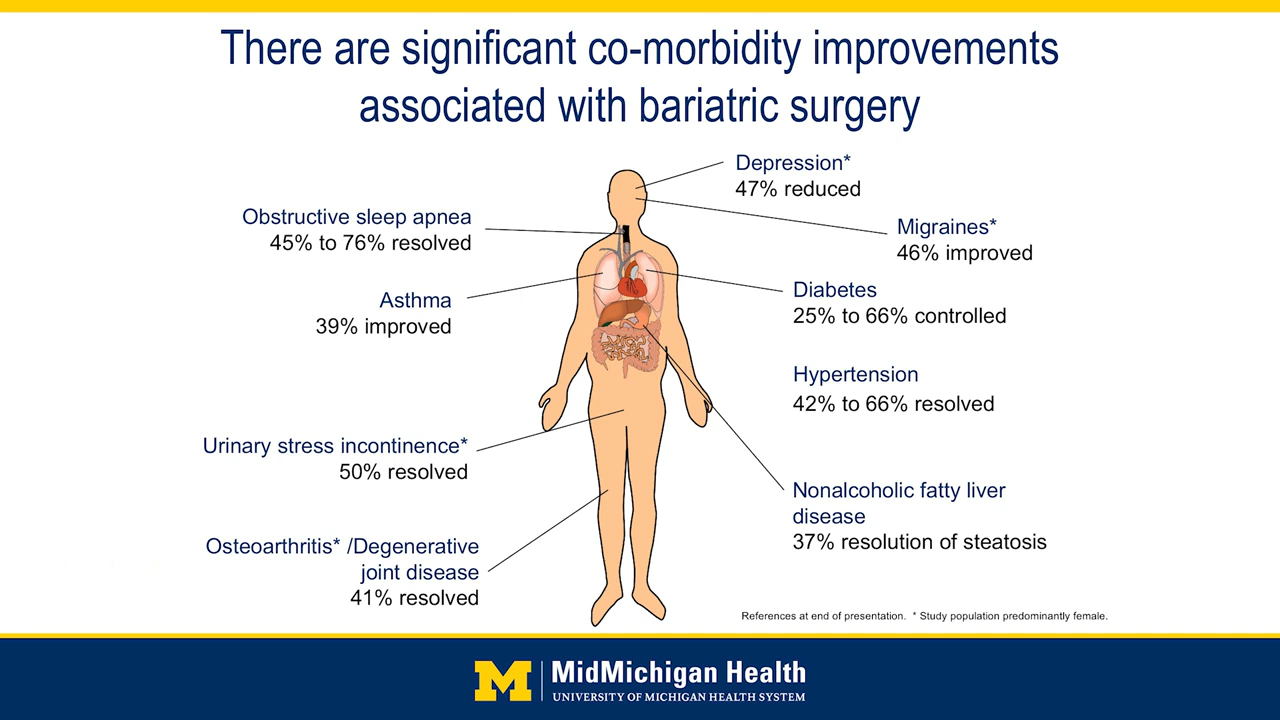 There are significant co-morbidity improvements
associated with bariatric surgery
Depression*
47% reduced
Obstructive sleep apnea
45% to 76% resolved
Migraines*
46% improved
Asthma
39% improved
Diabetes
25% to 66% controlled
Hypertension
42% to 66% resolved
Urinary stress incontinence*
50% resolved
Nonalcoholic fatty liver
disease
37% resolution of steatosis
Osteoarthritis* /Degenerative
joint disease
41% resolved
References at end of presentation. * Study population predominantly female.
M
MidMichigan Health
UNIVERSITY OF MICHIGAN HEALTH SYSTEM